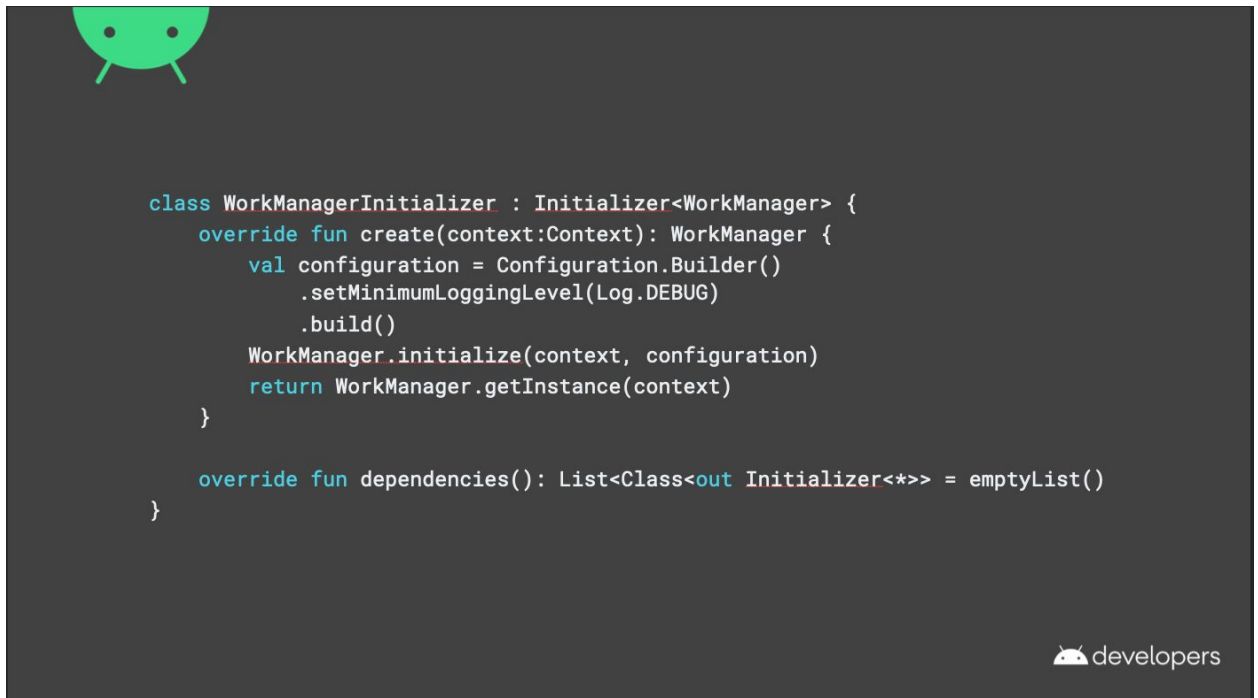 class WorkManagerInitializer : Initializer<WorkManager> {
    override fun create(context:Context): WorkManager {
        val configuration = Configuration.Builder()
            .setMinimumLoggingLevel(Log.DEBUG)
            .build()
        WorkManager.initialize(context, configuration)
        return WorkManager.getInstance(context)
    }
    override fun dependencies(): List<Class<out Initializer<*>> = emptyList()
}
developers